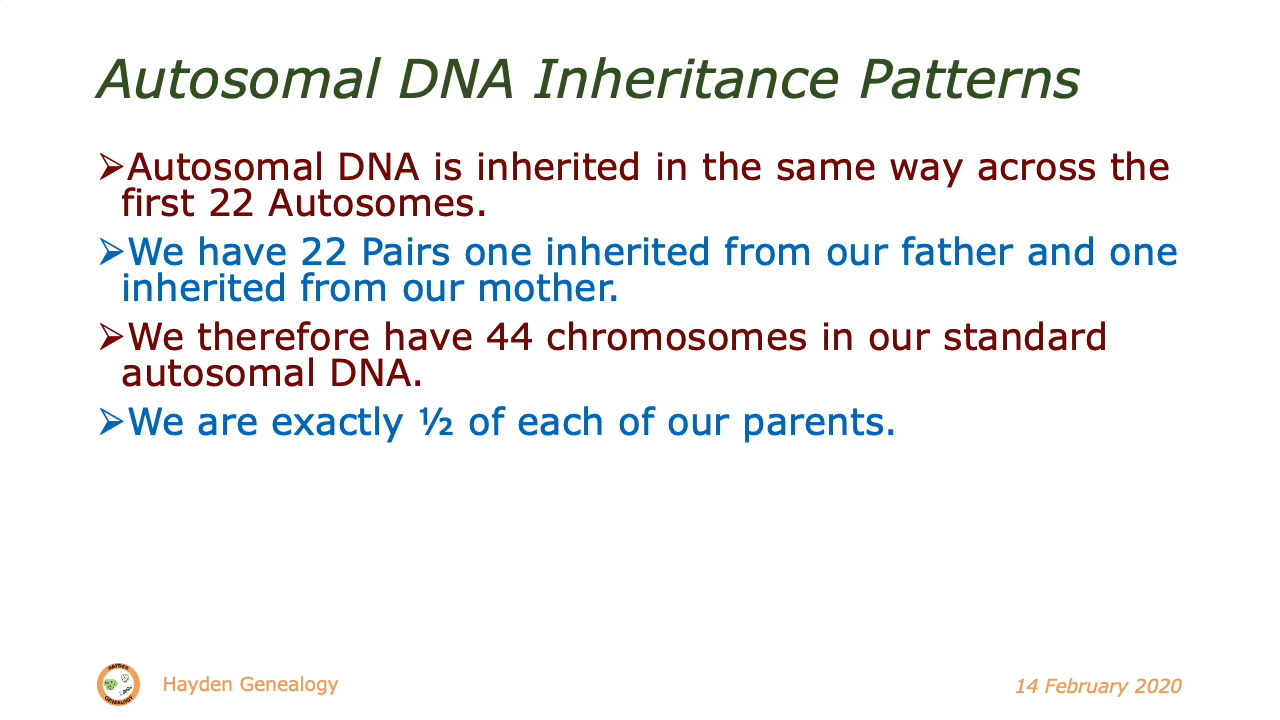 Autosomal DNA Inheritance Patterns
➢Autosomal DNA is inherited in the same way across the
first 22 Autosomes.
➢We have 22 Pairs one inherited from our father and one
inherited from our mother.
➢We therefore have 44 chromosomes in our standard
autosomal DNA.
➢We are exactly ½ of each of our parents.
HAYDEN
GENEALOGY
Hayden Genealogy
14 February 2020